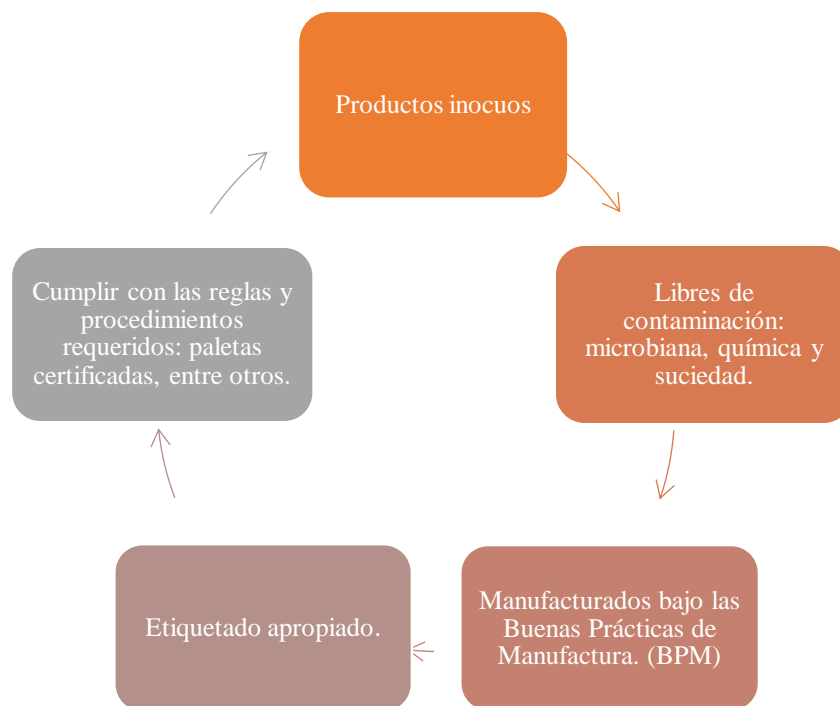 Productos inocuos
Libres de
contaminación:
microbiana, química y
suciedad.
Manufacturados bajo las
Buenas Prácticas de
Manufactura. (BPM)
Etiquetado apropiado.
Cumplir con las reglas y
procedimientos
requeridos: paletas
certificadas, entre otros.